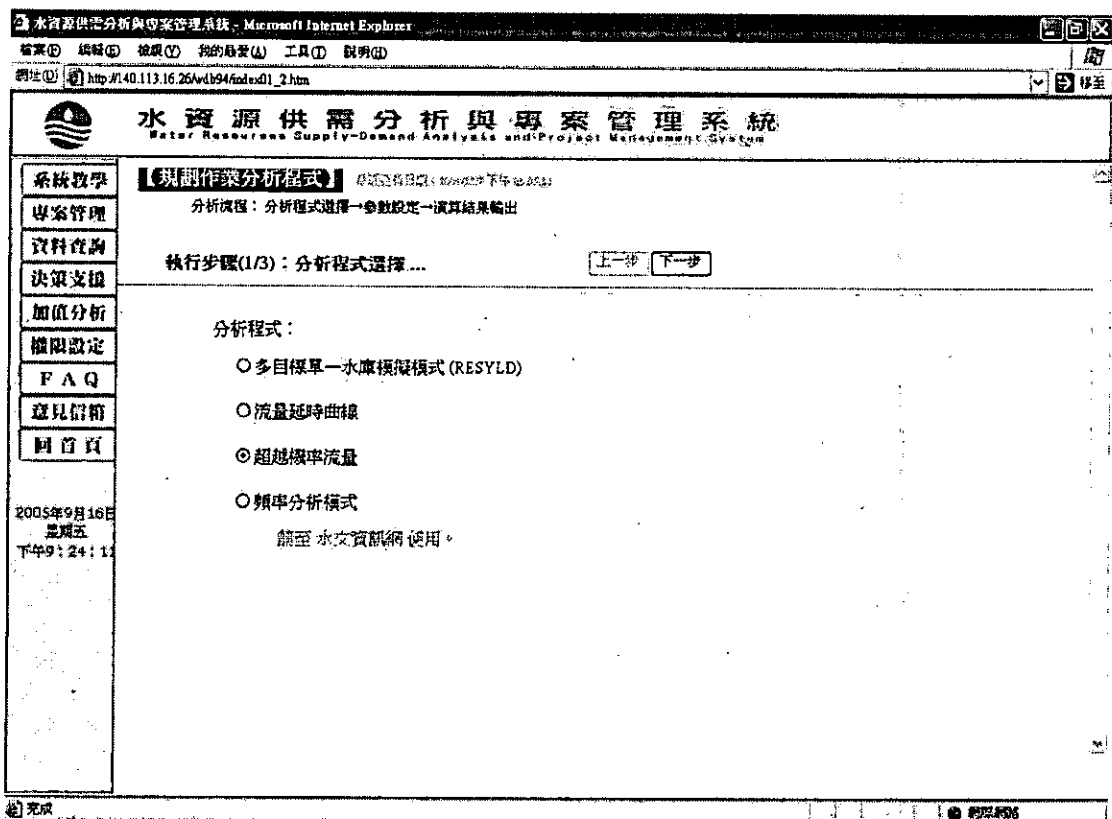 水資源供需分析與專案管理系統 - Microsoft Internet Explorer
檔案(F) 編輯(E) 檢視(V) 我的最愛(A) 工具(T) 說明(H)
網址(D) http://140.113.16.26/wdb94/index01_2.htm 移至
水資源供需分析與專案管理系統
Water Resources Supply-Demand Analysis and Project Management System
系統教學
專案管理
資料查詢
決策支援
加值分析
權限設定
FAQ
意見信箱
回首頁
2005年9月16日
星期五
下午9:24:11
【規劃作業分析程式】
分析流程：分析程式選擇→參數設定→演算結果輸出
執行步驟(1/3)：分析程式選擇... 上一步 下一步
分析程式：
多目標單一水庫模擬模式 (RESYLD)
流量延時曲線
超越機率流量
頻率分析模式
請至 水文資訊網 使用。
完成 網際網路